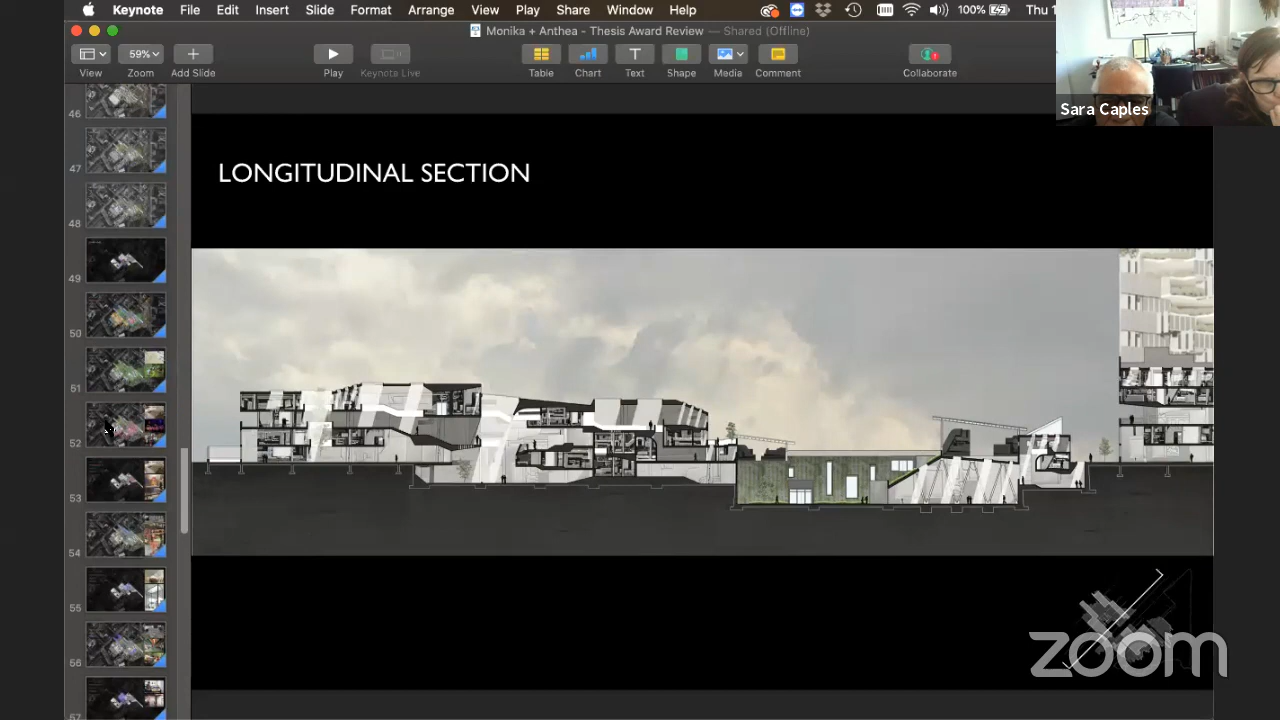 Keynote File Edit Insert Slide Format Arrange View Play Share Window Help 100% Thu 1
Monika + Anthea - Thesis Award Review — Shared (Offline)
59%
View Zoom Add Slide Play Keynote Live Table Chart Text Shape Media Comment Collaborate
Sara Caples
46
47
48
49
50
51
52
53
54
55
56
57
LONGITUDINAL SECTION
zoom